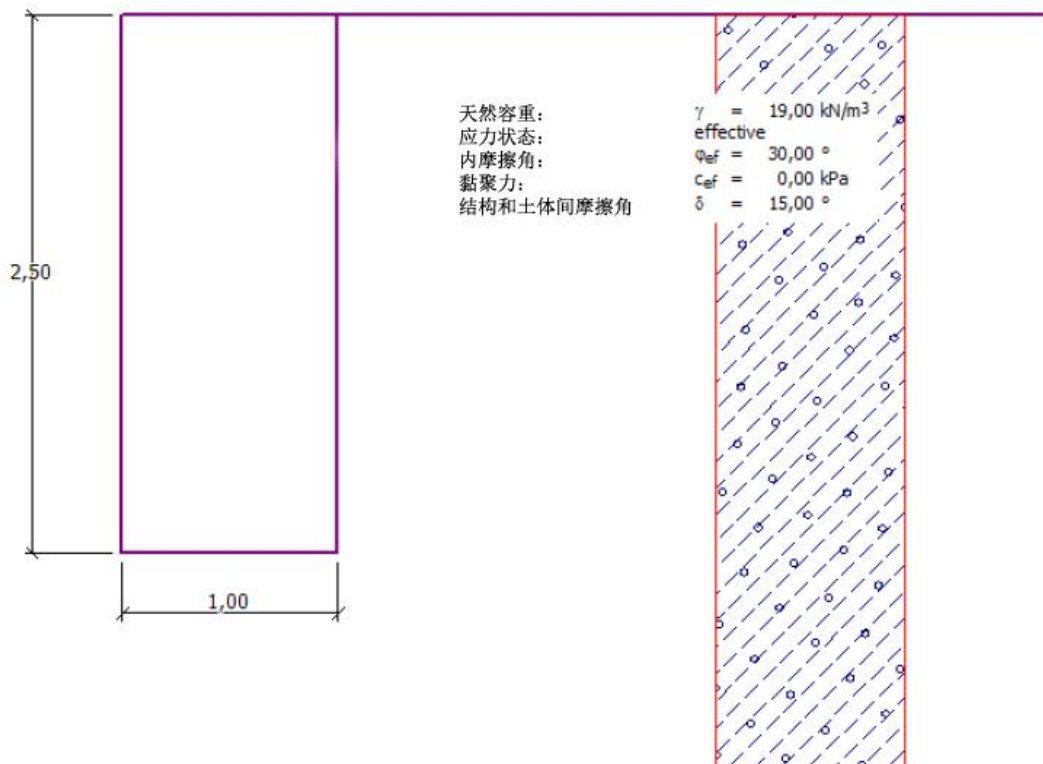 天然容重： γ = 19,00 kN/m³
应力状态： effective
内摩擦角： φef = 30,00 °
黏聚力： cef = 0,00 kPa
结构和土体间摩擦角 δ = 15,00 °
2,50
1,00